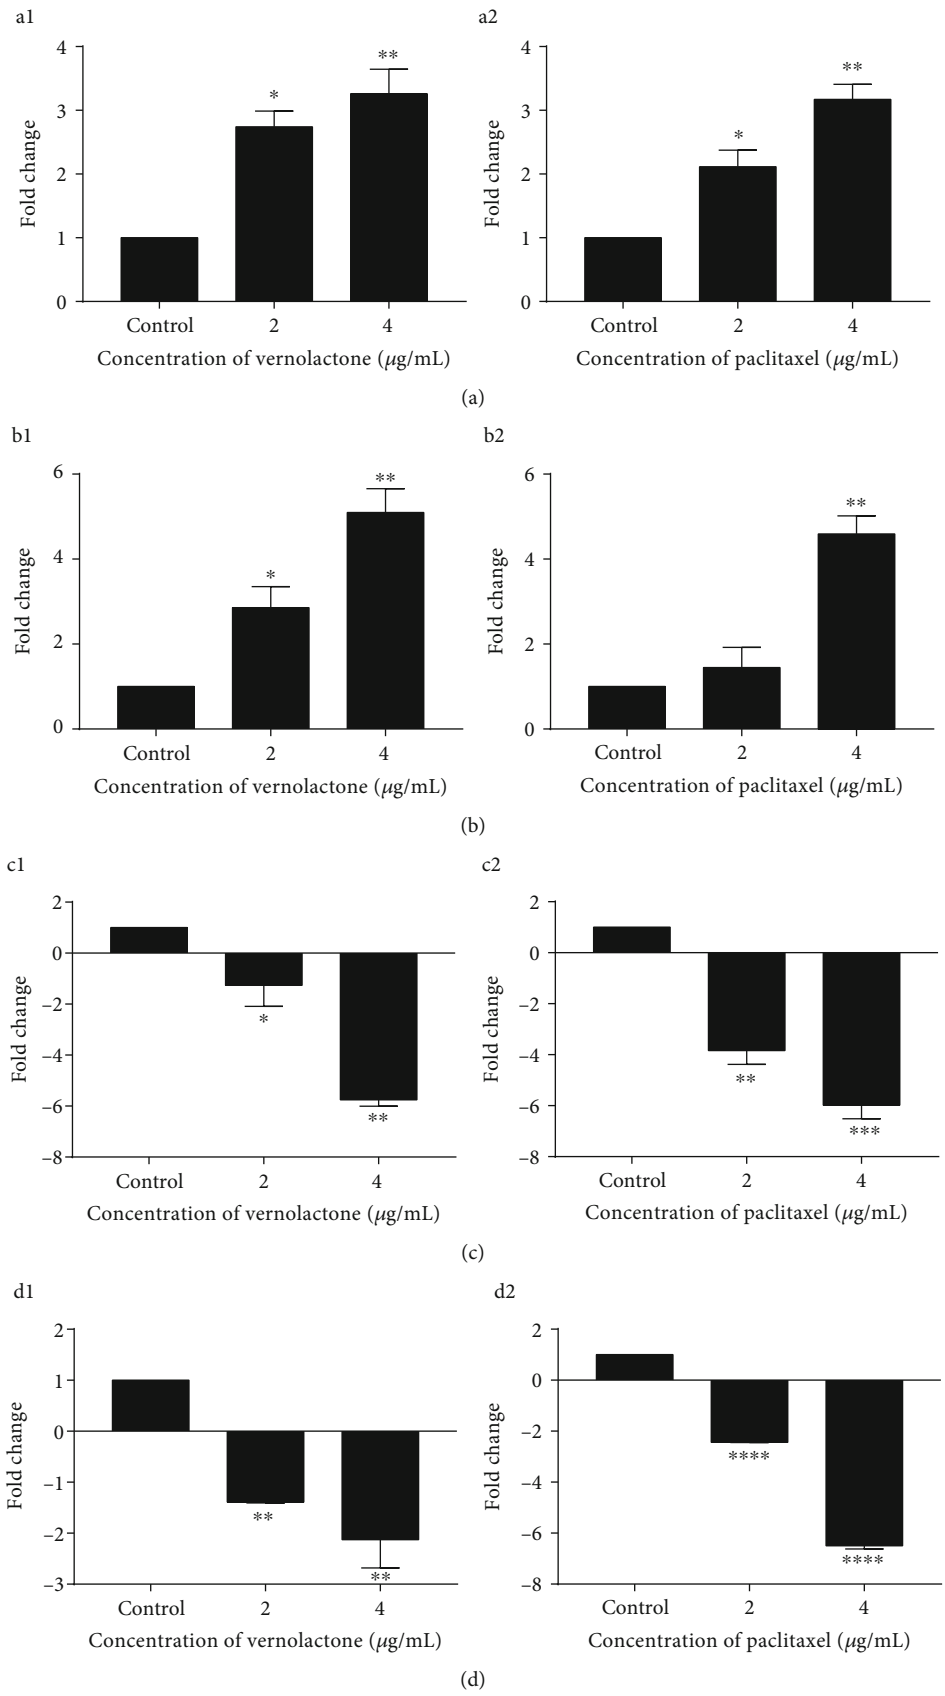 a1
4
3
2
1
0
Fold change
*
**
Control 2 4
Concentration of vernolactone (μg/mL)
a2
4
3
2
1
0
Fold change
*
**
Control 2 4
Concentration of paclitaxel (μg/mL)
(a)
b1
6
4
2
0
Fold change
*
**
Control 2 4
Concentration of vernolactone (μg/mL)
b2
6
4
2
0
Fold change
**
Control 2 4
Concentration of paclitaxel (μg/mL)
(b)
c1
2
0
–2
–4
–6
–8
Fold change
*
**
Control 2 4
Concentration of vernolactone (μg/mL)
c2
2
0
–2
–4
–6
–8
Fold change
**
***
Control 2 4
Concentration of paclitaxel (μg/mL)
(c)
d1
2
1
0
–1
–2
–3
Fold change
**
**
Control 2 4
Concentration of vernolactone (μg/mL)
d2
2
0
–2
–4
–6
–8
Fold change
****
****
Control 2 4
Concentration of paclitaxel (μg/mL)
(d)